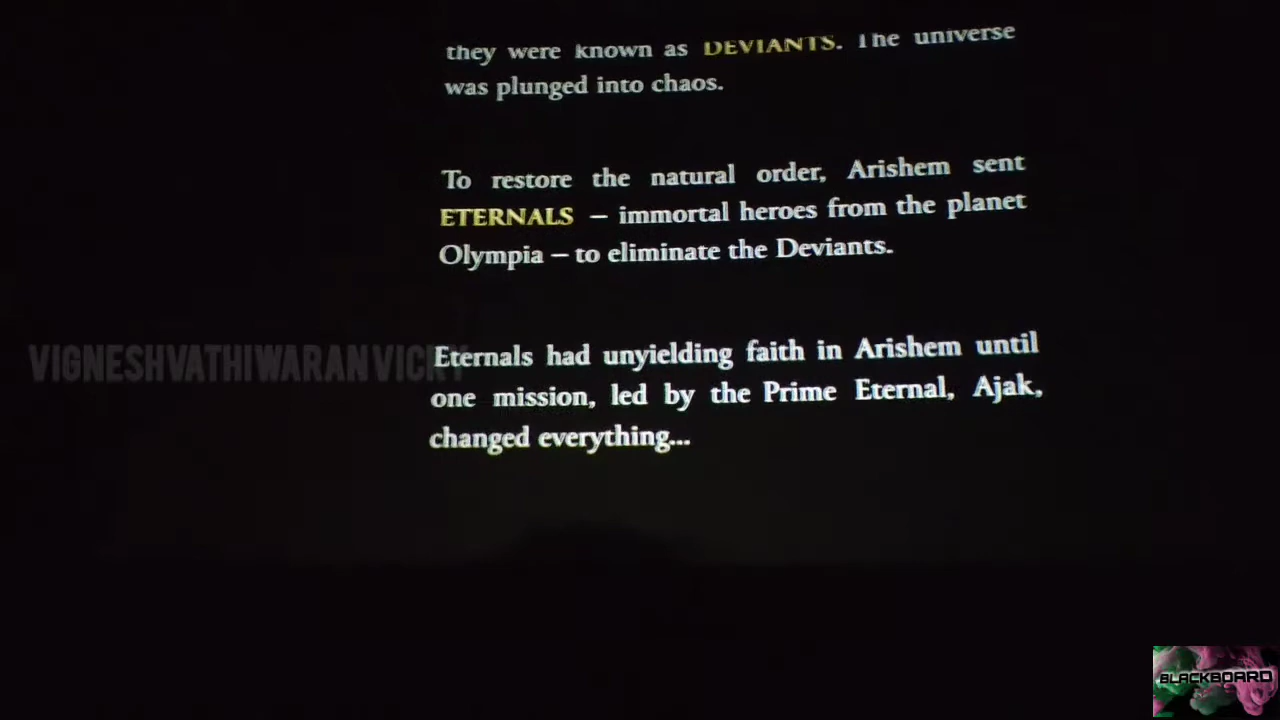 they were known as DEVIANTS. The universe
was plunged into chaos.
To restore the natural order, Arishem sent
ETERNALS – immortal heroes from the planet
Olympia – to eliminate the Deviants.
VIGNESHVATHIWARAN VICKY
Eternals had unyielding faith in Arishem until
one mission, led by the Prime Eternal, Ajak,
changed everything...
BLACKBOARD